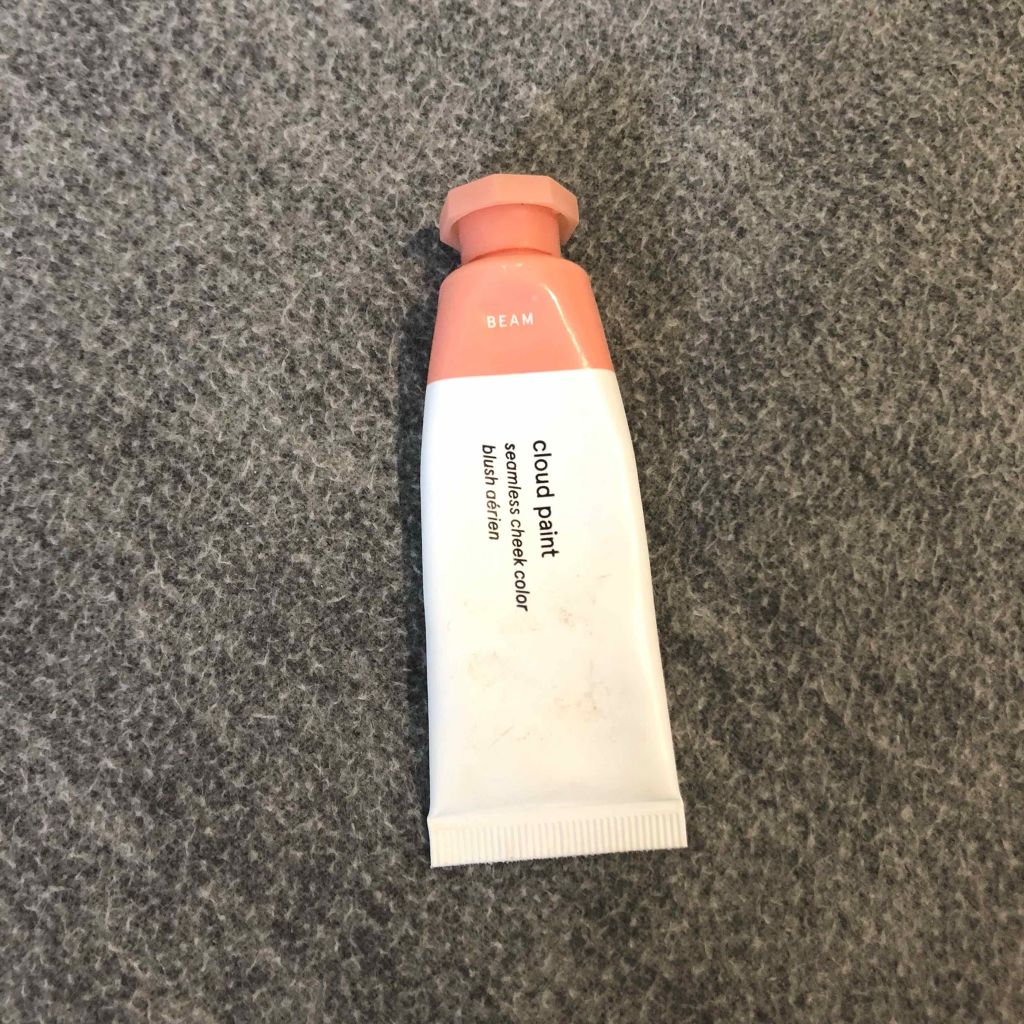 BEAM
cloud paint
seamless cheek color
blush aérien